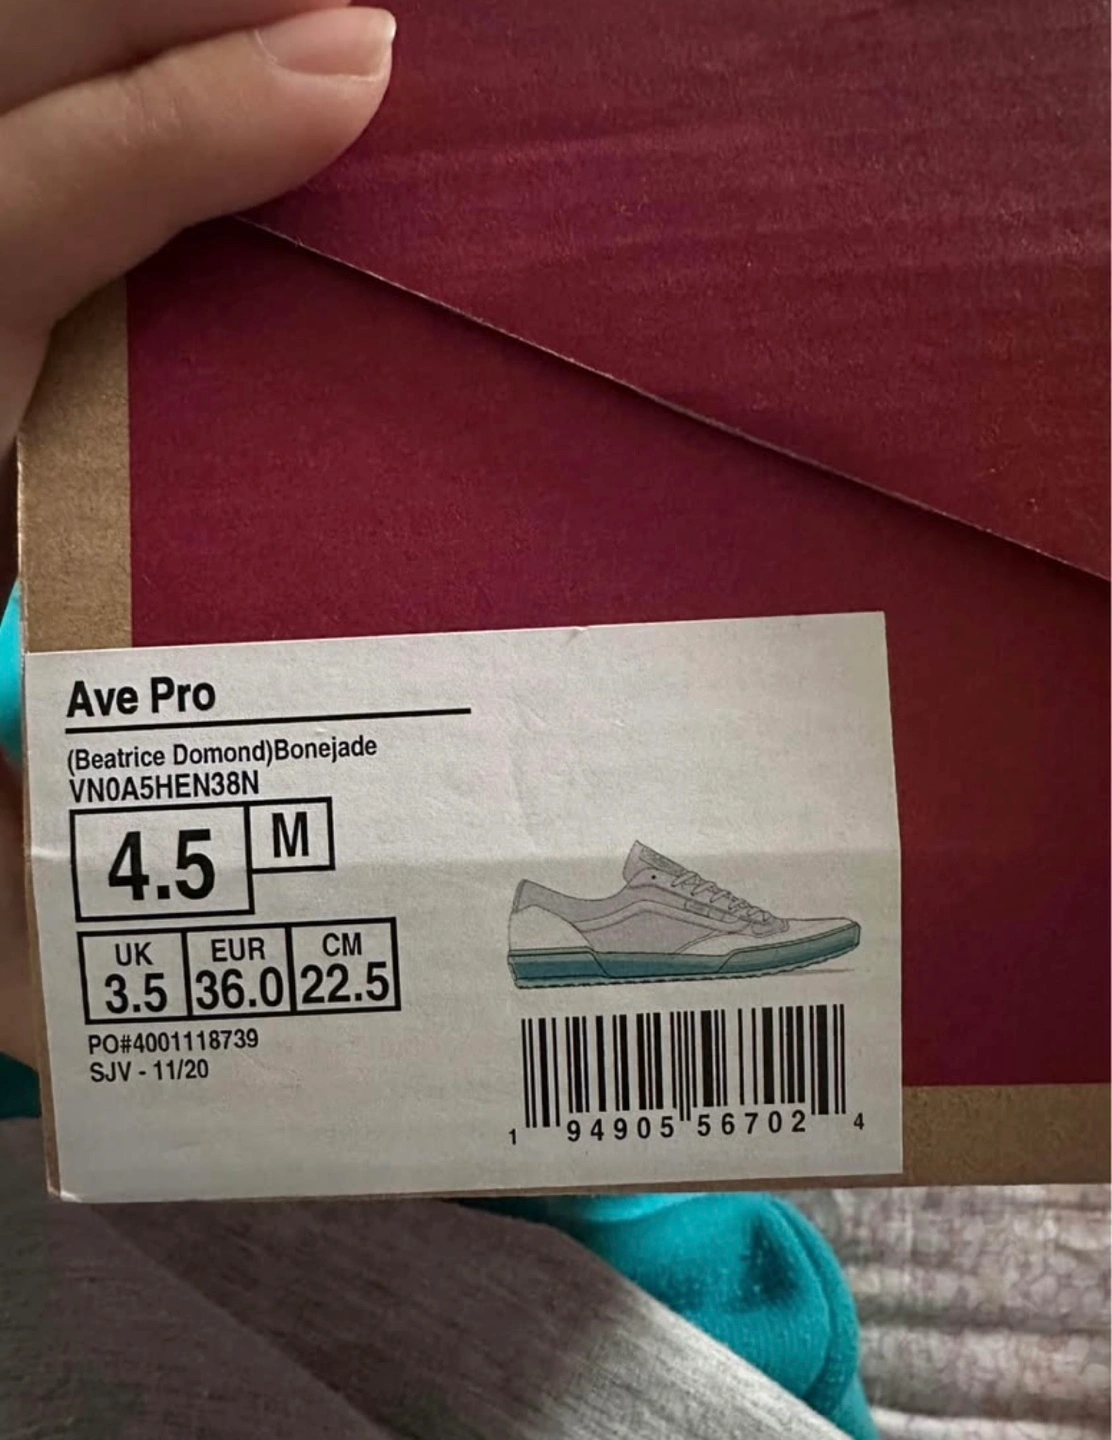 Ave Pro
(Beatrice Domond)Bonejade
VN0A5HEN38N
4.5 M
UK EUR CM
3.5 36.0 22.5
PO#4001118739
SJV - 11/20
1 94905 56702 4